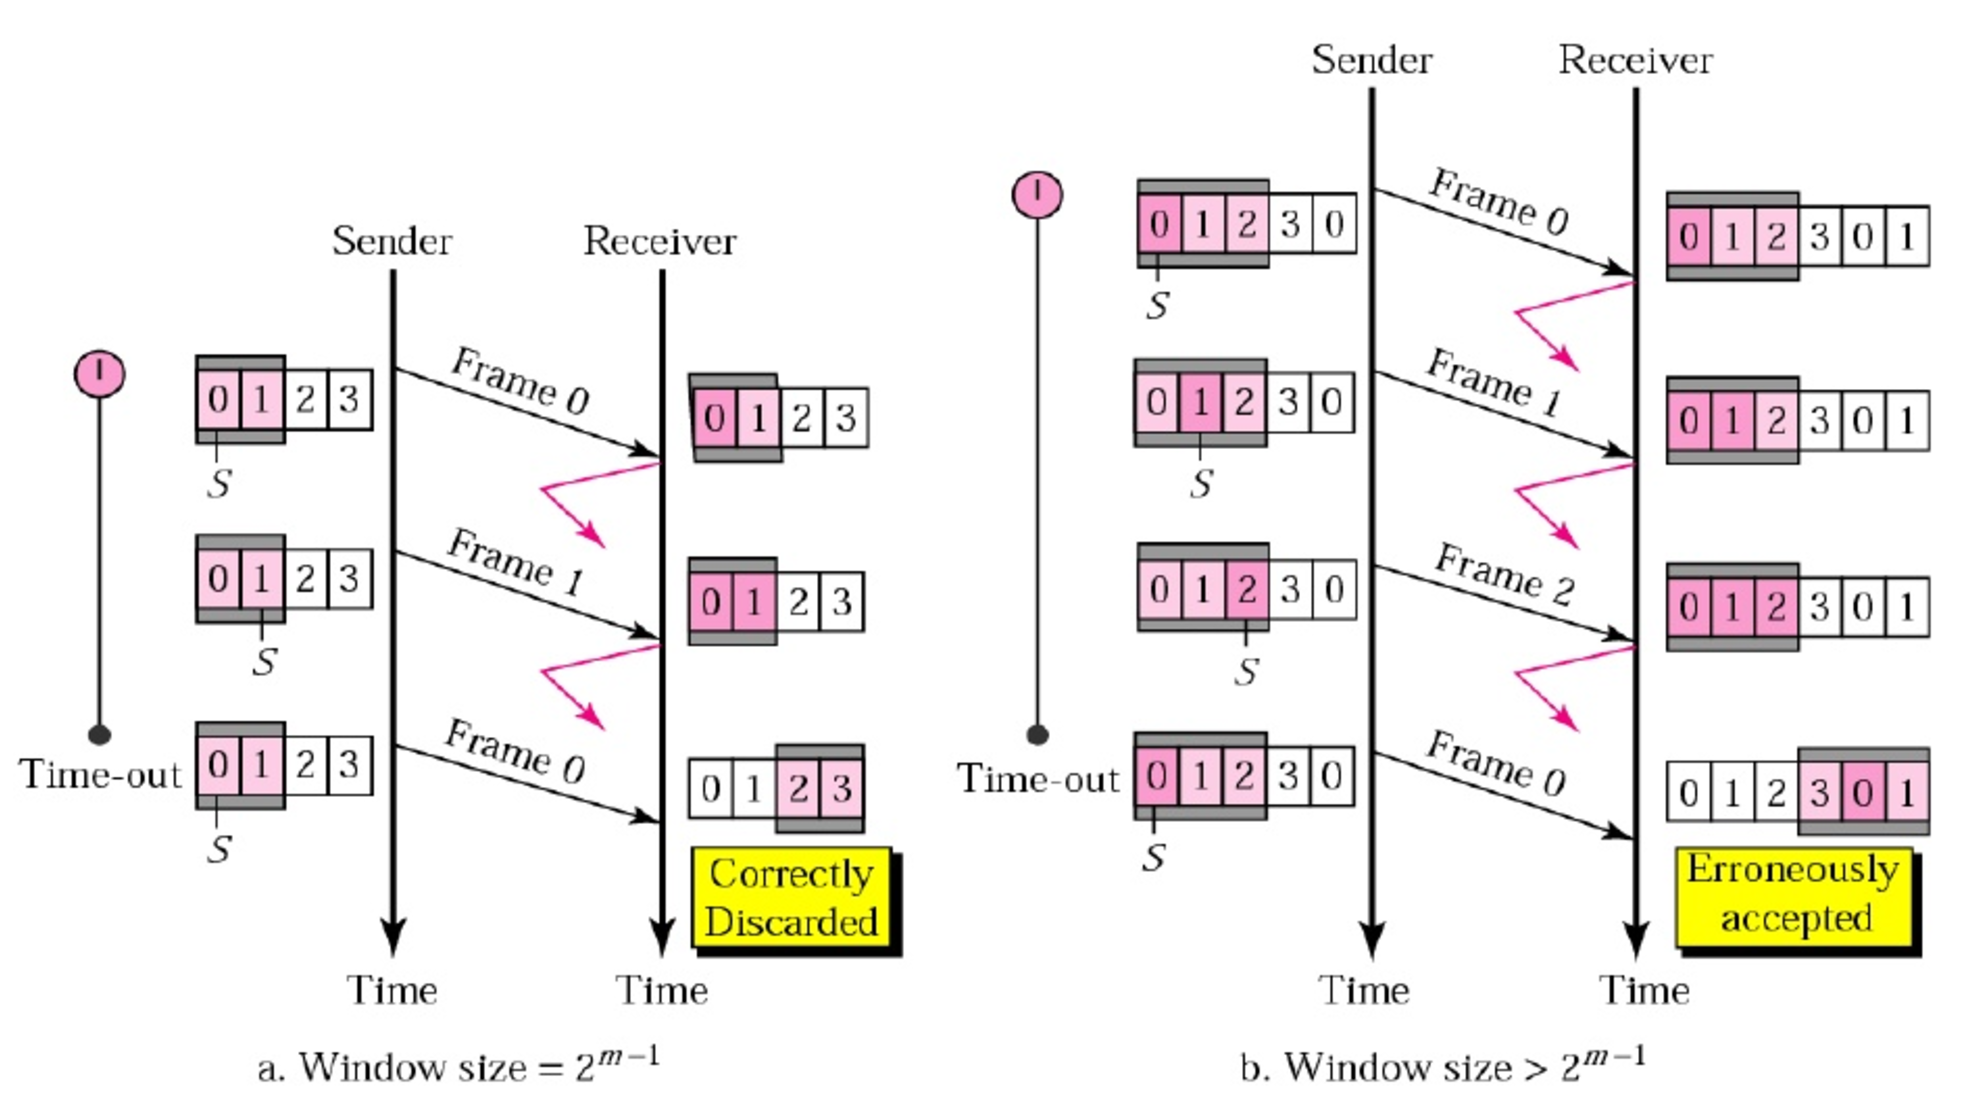 Sender Receiver
Frame 0
0 1 2 3
S
0 1 2 3
Frame 1
0 1 2 3
S
0 1 2 3
Frame 0
Time-out
0 1 2 3
S
0 1 2 3
Correctly
Discarded
Time Time
a. Window size = 2^{m−1}
Sender Receiver
Frame 0
0 1 2 3 0
S
0 1 2 3 0 1
Frame 1
0 1 2 3 0
S
0 1 2 3 0 1
Frame 2
0 1 2 3 0
S
0 1 2 3 0 1
Frame 0
Time-out
0 1 2 3 0
S
0 1 2 3 0 1
Erroneously
accepted
Time Time
b. Window size > 2^{m−1}